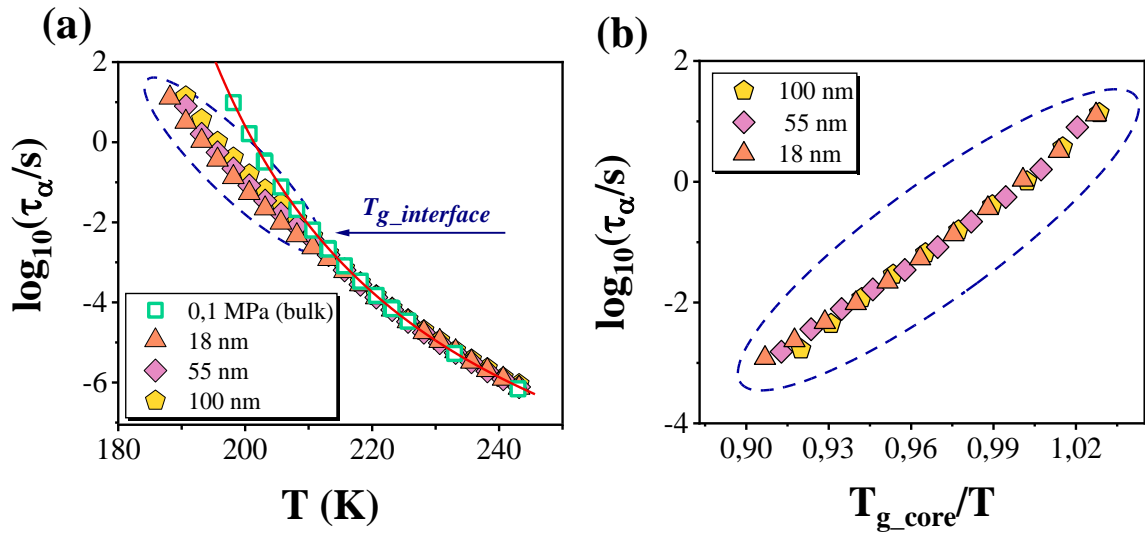 (a)
log10(τα/s)
2
0
-2
-4
-6
180
200
220
240
T (K)
Tg_interface
0,1 MPa (bulk)
18 nm
55 nm
100 nm
(b)
log10(τα/s)
2
0
-2
-4
0,90
0,93
0,96
0,99
1,02
Tg_core/T
100 nm
55 nm
18 nm